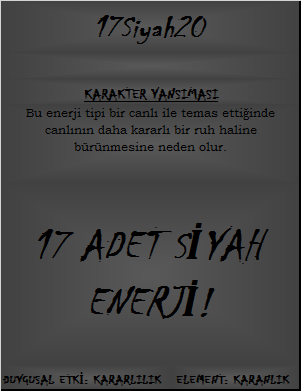 17Siyah20
KARAKTER YANSIMASI
Bu enerji tipi bir canlı ile temas ettiğinde
canlının daha kararlı bir ruh haline
bürünmesine neden olur.
17 ADET SİYAH
ENERJİ!
DUYGUSAL ETKİ: KARARLILIK ELEMENT: KARANLIK